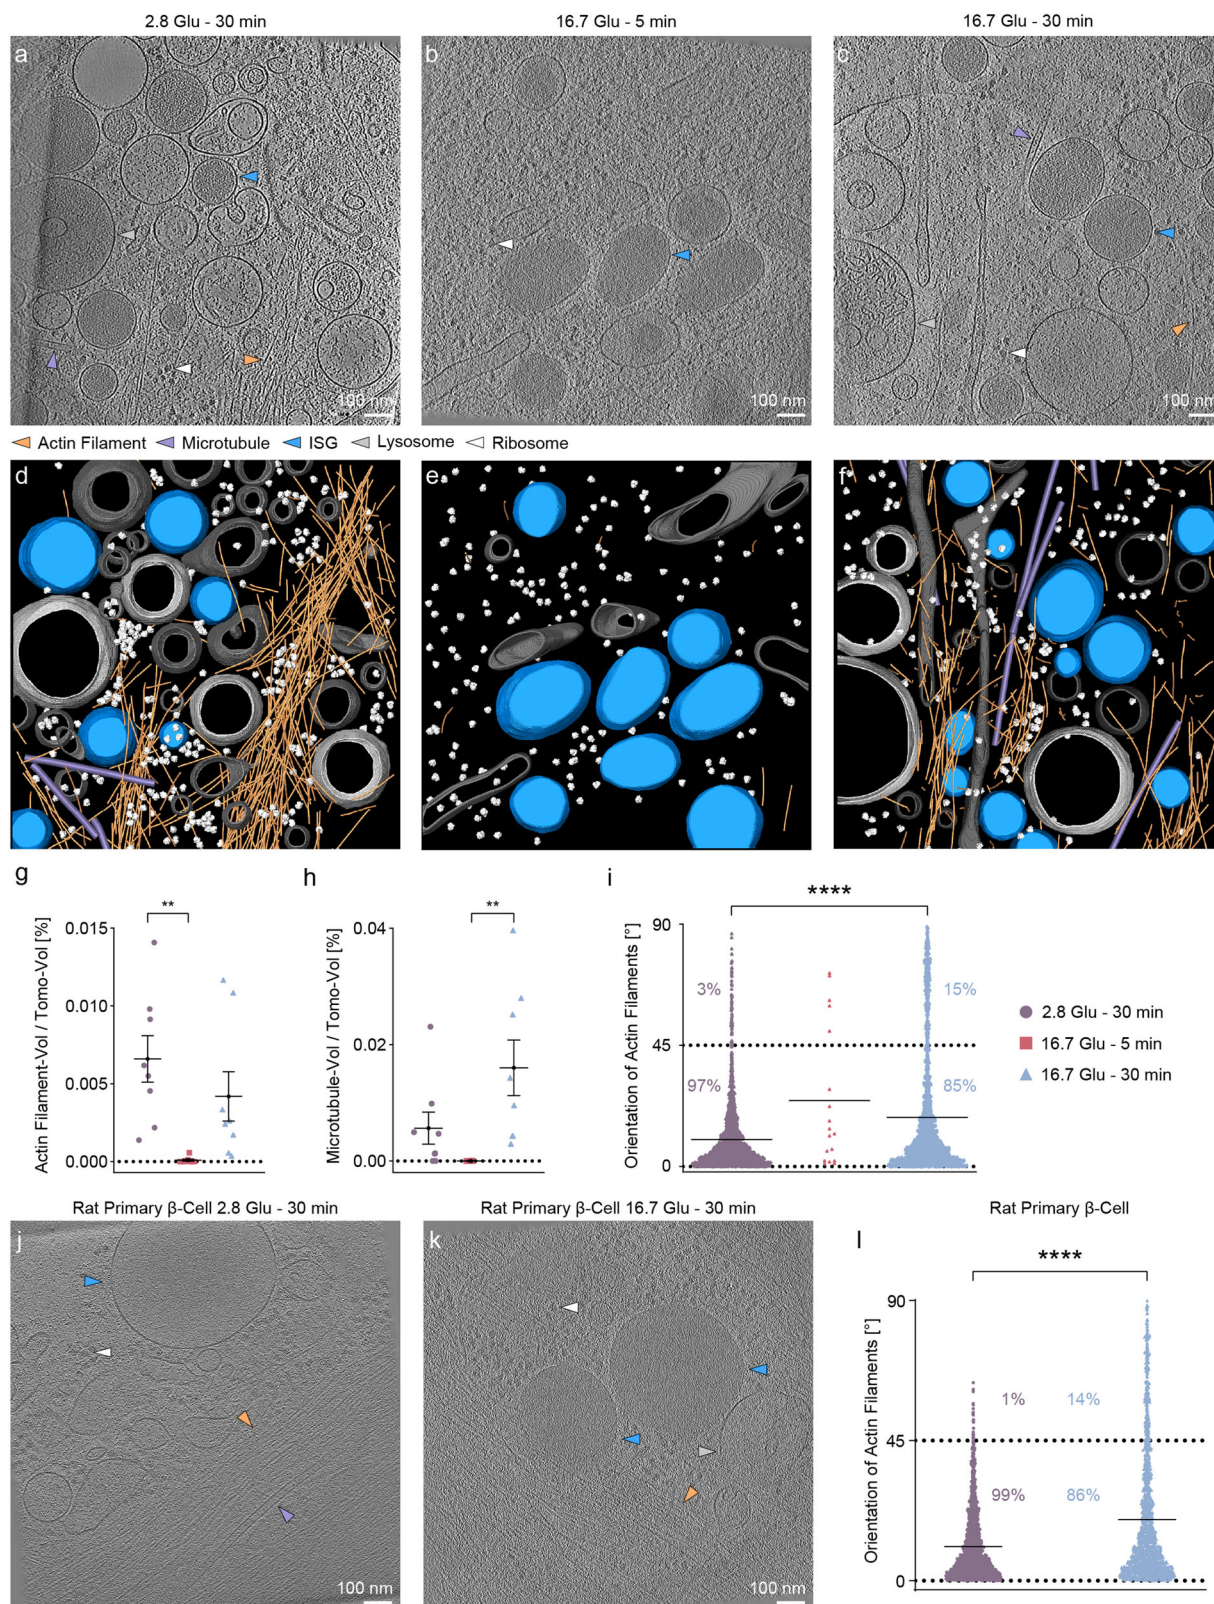 2.8 Glu - 30 min
16.7 Glu - 5 min
16.7 Glu - 30 min
a
b
c
100 nm
100 nm
100 nm
Actin Filament
Microtubule
ISG
Lysosome
Ribosome
d
e
f
g
h
i
Actin Filament-Vol / Tomo-Vol [%]
0.015
0.010
0.005
0.000
**
Microtubule-Vol / Tomo-Vol [%]
0.04
0.02
0.00
**
Orientation of Actin Filaments [°]
90
45
0
****
3%
15%
97%
85%
2.8 Glu - 30 min
16.7 Glu - 5 min
16.7 Glu - 30 min
Rat Primary β-Cell 2.8 Glu - 30 min
Rat Primary β-Cell 16.7 Glu - 30 min
Rat Primary β-Cell
j
k
l
100 nm
100 nm
Orientation of Actin Filaments [°]
90
45
0
****
1%
14%
99%
86%